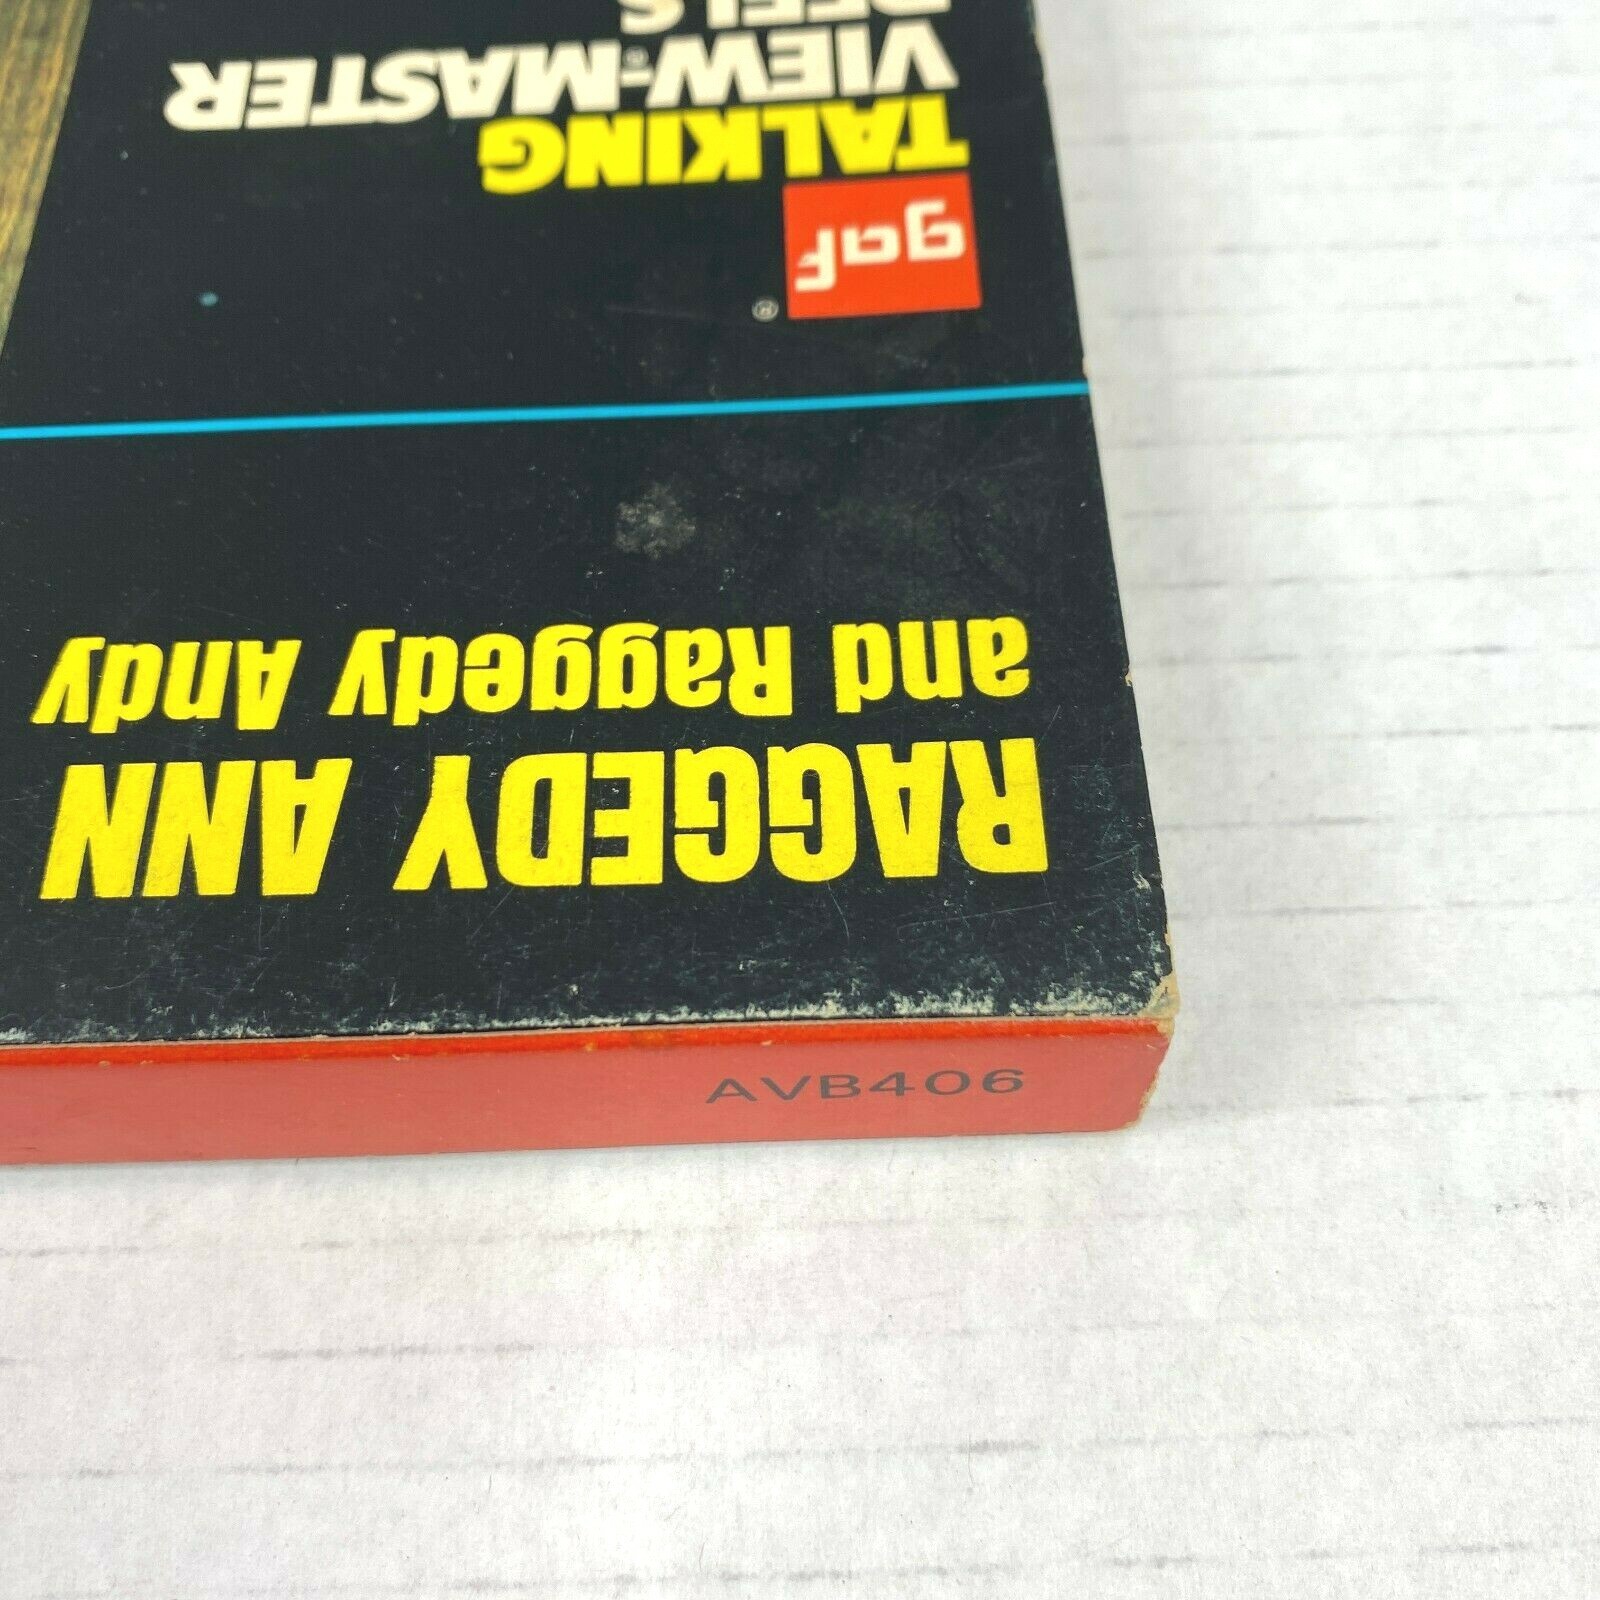 RAGGEDY ANN
and Raggedy Andy
gaf®
TALKING
VIEW-MASTER®
REELS
AVB406